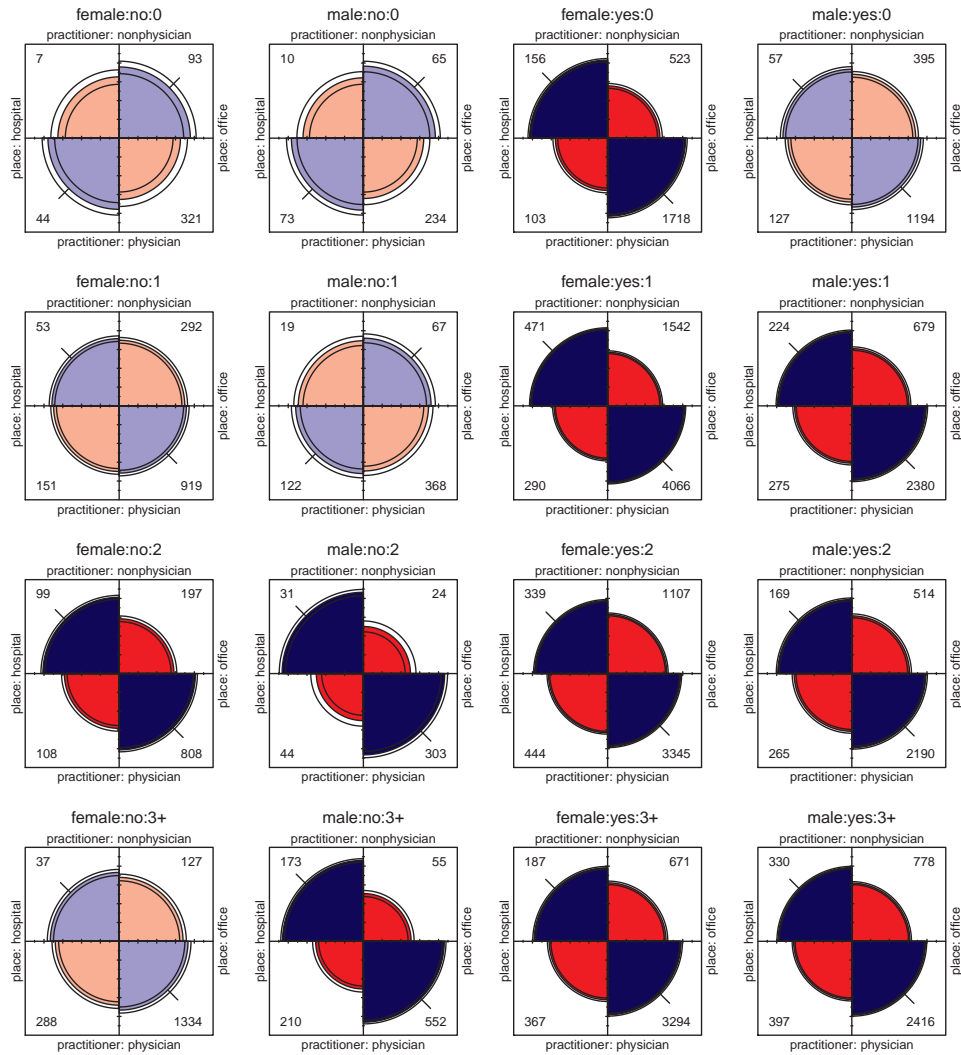 female:no:0
practitioner: nonphysician
7 93
place: hospital
place: office
44 321
practitioner: physician
male:no:0
practitioner: nonphysician
10 65
place: hospital
place: office
73 234
practitioner: physician
female:yes:0
practitioner: nonphysician
156 523
place: hospital
place: office
103 1718
practitioner: physician
male:yes:0
practitioner: nonphysician
57 395
place: hospital
place: office
127 1194
practitioner: physician
female:no:1
practitioner: nonphysician
53 292
place: hospital
place: office
151 919
practitioner: physician
male:no:1
practitioner: nonphysician
19 67
place: hospital
place: office
122 368
practitioner: physician
female:yes:1
practitioner: nonphysician
471 1542
place: hospital
place: office
290 4066
practitioner: physician
male:yes:1
practitioner: nonphysician
224 679
place: hospital
place: office
275 2380
practitioner: physician
female:no:2
practitioner: nonphysician
99 197
place: hospital
place: office
108 808
practitioner: physician
male:no:2
practitioner: nonphysician
31 24
place: hospital
place: office
44 303
practitioner: physician
female:yes:2
practitioner: nonphysician
339 1107
place: hospital
place: office
444 3345
practitioner: physician
male:yes:2
practitioner: nonphysician
169 514
place: hospital
place: office
265 2190
practitioner: physician
female:no:3+
practitioner: nonphysician
37 127
place: hospital
place: office
288 1334
practitioner: physician
male:no:3+
practitioner: nonphysician
173 55
place: hospital
place: office
210 552
practitioner: physician
female:yes:3+
practitioner: nonphysician
187 671
place: hospital
place: office
367 3294
practitioner: physician
male:yes:3+
practitioner: nonphysician
330 778
place: hospital
place: office
397 2416
practitioner: physician